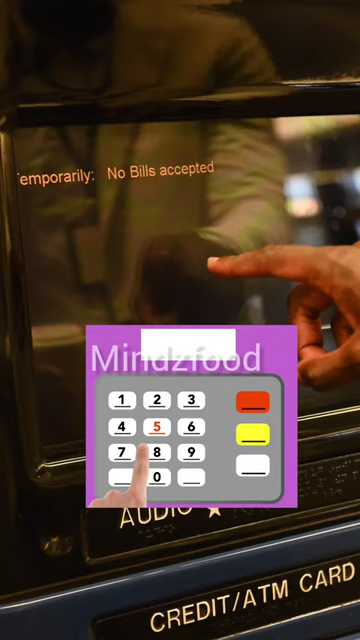 emporarily: No Bills accepted
Mindzfood
1 2 3
4 5 6
7 8 9
0
AUDIO ★
CREDIT/ATM CARD